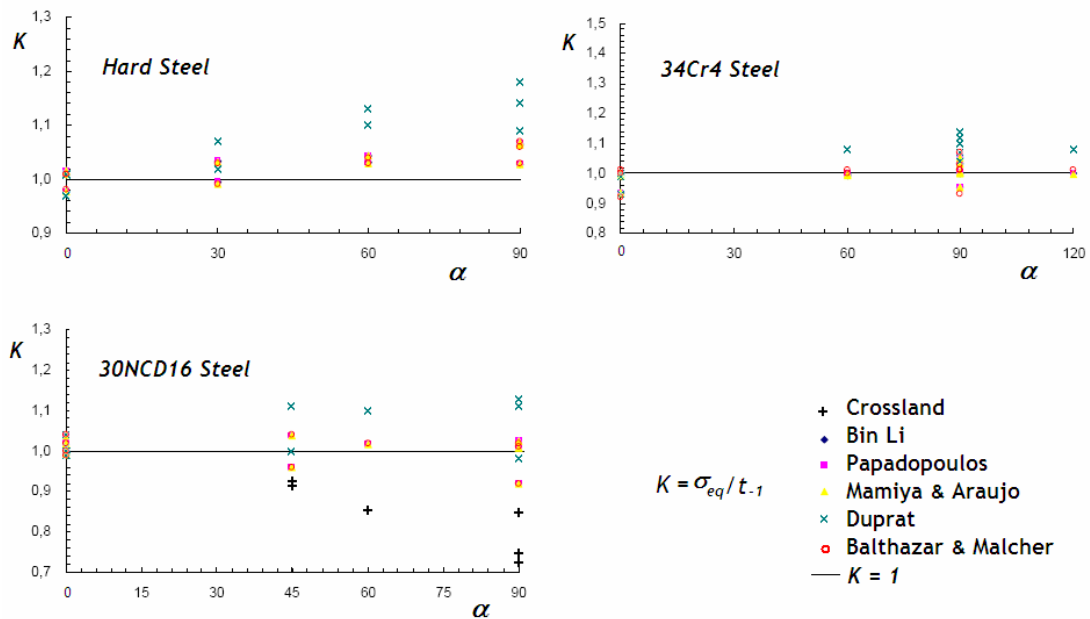 1,3
K
1,2
1,1
1,0
0,9
Hard Steel
0
30
60
90
α
1,5
K
1,4
1,3
1,2
1,1
1,0
0,9
0,8
34Cr4 Steel
0
30
60
90
120
α
1,3
K
1,2
1,1
1,0
0,9
0,8
0,7
30NCD16 Steel
0
15
30
45
60
75
90
α
K = σeq/t-1
Crossland
Bin Li
Papadopoulos
Mamiya & Araujo
Duprat
Balthazar & Malcher
K = 1